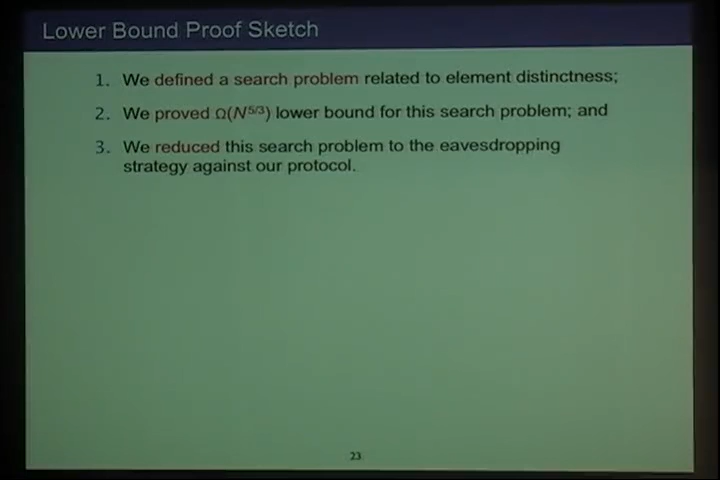 Lower Bound Proof Sketch
1. We defined a search problem related to element distinctness;
2. We proved Ω(N^5/3) lower bound for this search problem; and
3. We reduced this search problem to the eavesdropping
strategy against our protocol.
23